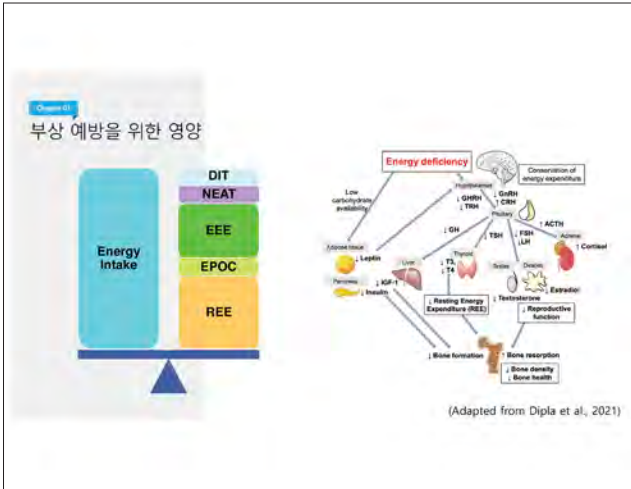 Chapter 01
부상 예방을 위한 영양
DIT
NEAT
Energy
Intake
EEE
EPOC
REE
Energy deficiency
Conservation of
energy expenditure
Low
carbohydrate
availability
Hypothalamus
↓ GHRH
↓ TRH
↓ GnRH
↑ CRH
Pituitary
↓ GH
↓ TSH
↓ FSH
↓ LH
↑ ACTH
Adipose tissue
↓ Leptin
Liver
Thyroid
Testes
Ovaries
Adrenal
↑ Cortisol
Pancreas
↓ Insulin
↓ IGF-1
↓ T3,
↓ T4
↓ Estradiol
↓ Testosterone
↓ Resting Energy
Expenditure (REE)
↓ Reproductive
function
↓ Bone formation
↑ Bone resorption
↓ Bone density
↓ Bone health
(Adapted from Dipla et al., 2021)